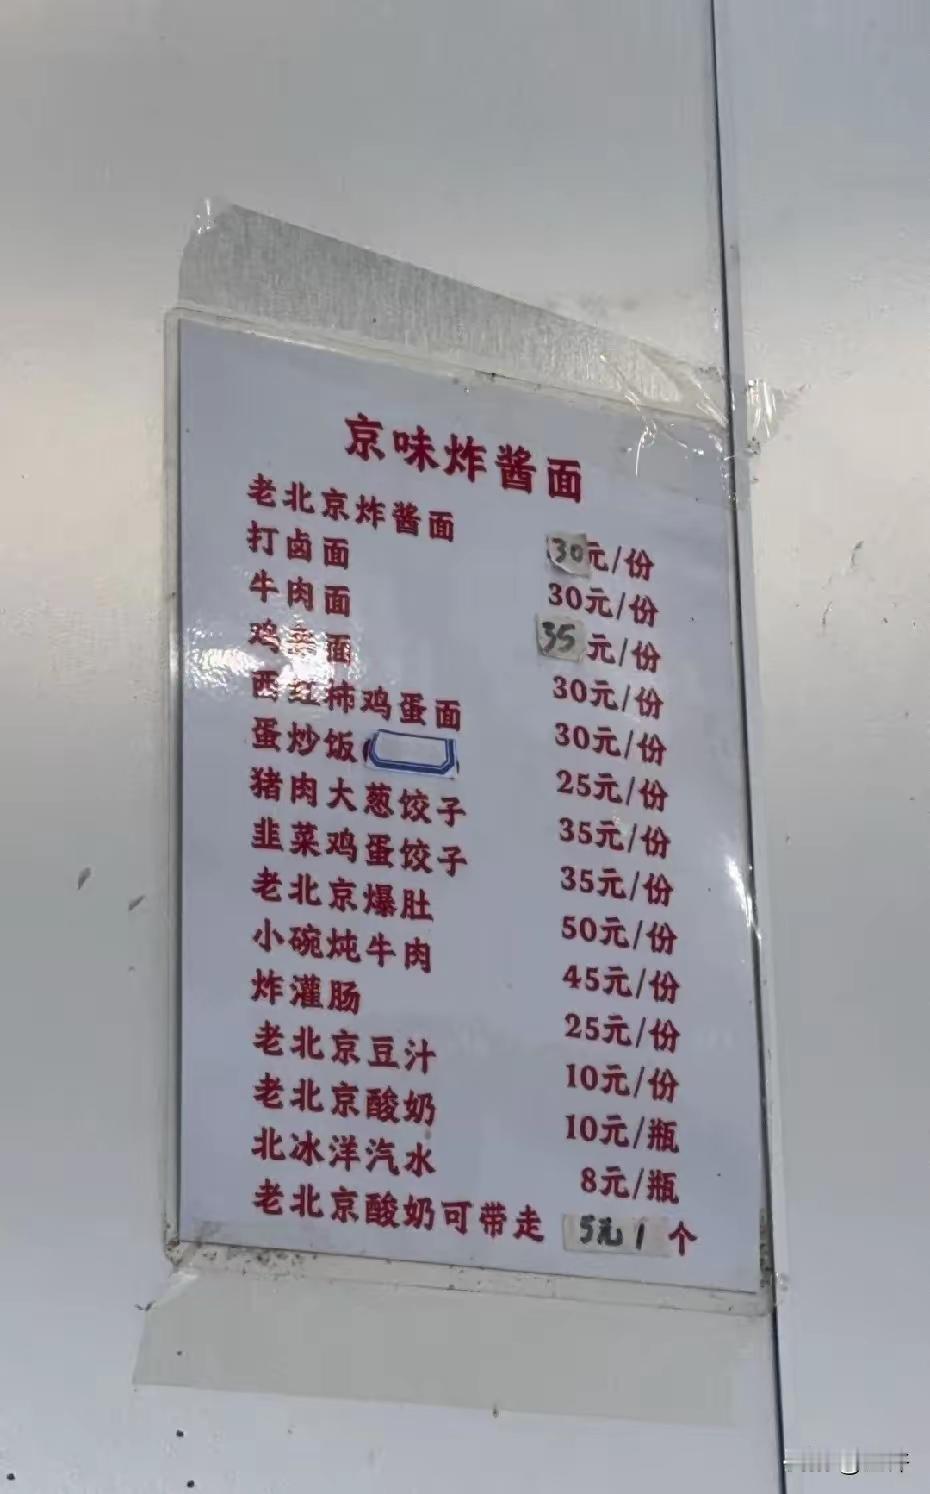 京味炸酱面
老北京炸酱面 30元/份
打卤面 30元/份
牛肉面 35元/份
鸡面 30元/份
西红柿鸡蛋面 30元/份
蛋炒饭 25元/份
猪肉大葱饺子 35元/份
韭菜鸡蛋饺子 35元/份
老北京爆肚 50元/份
小碗炖牛肉 45元/份
炸灌肠 25元/份
老北京豆汁 10元/份
老北京酸奶 10元/瓶
北冰洋汽水 8元/瓶
老北京酸奶可带走 5元/个